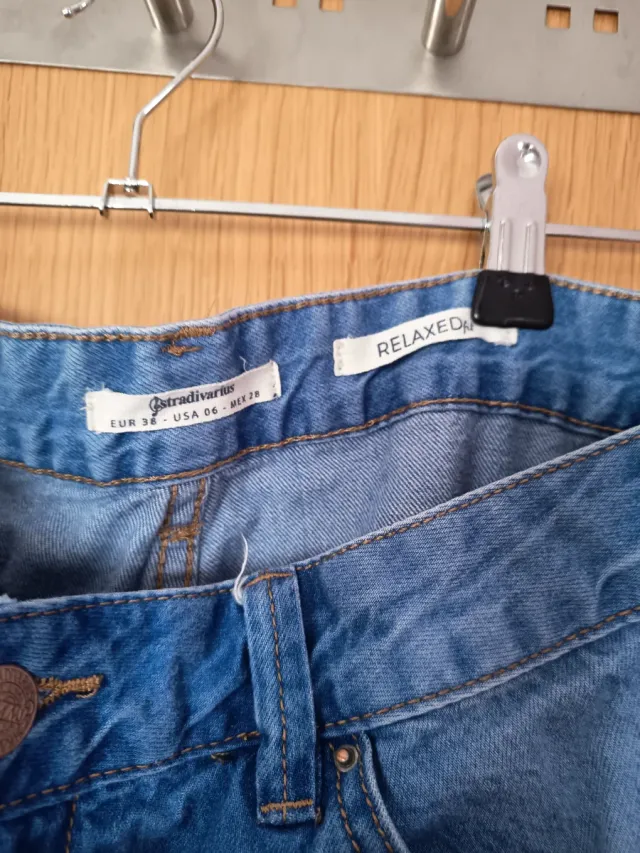 stradivarius
EUR 38 - USA 06 - MEX 28
RELAXED